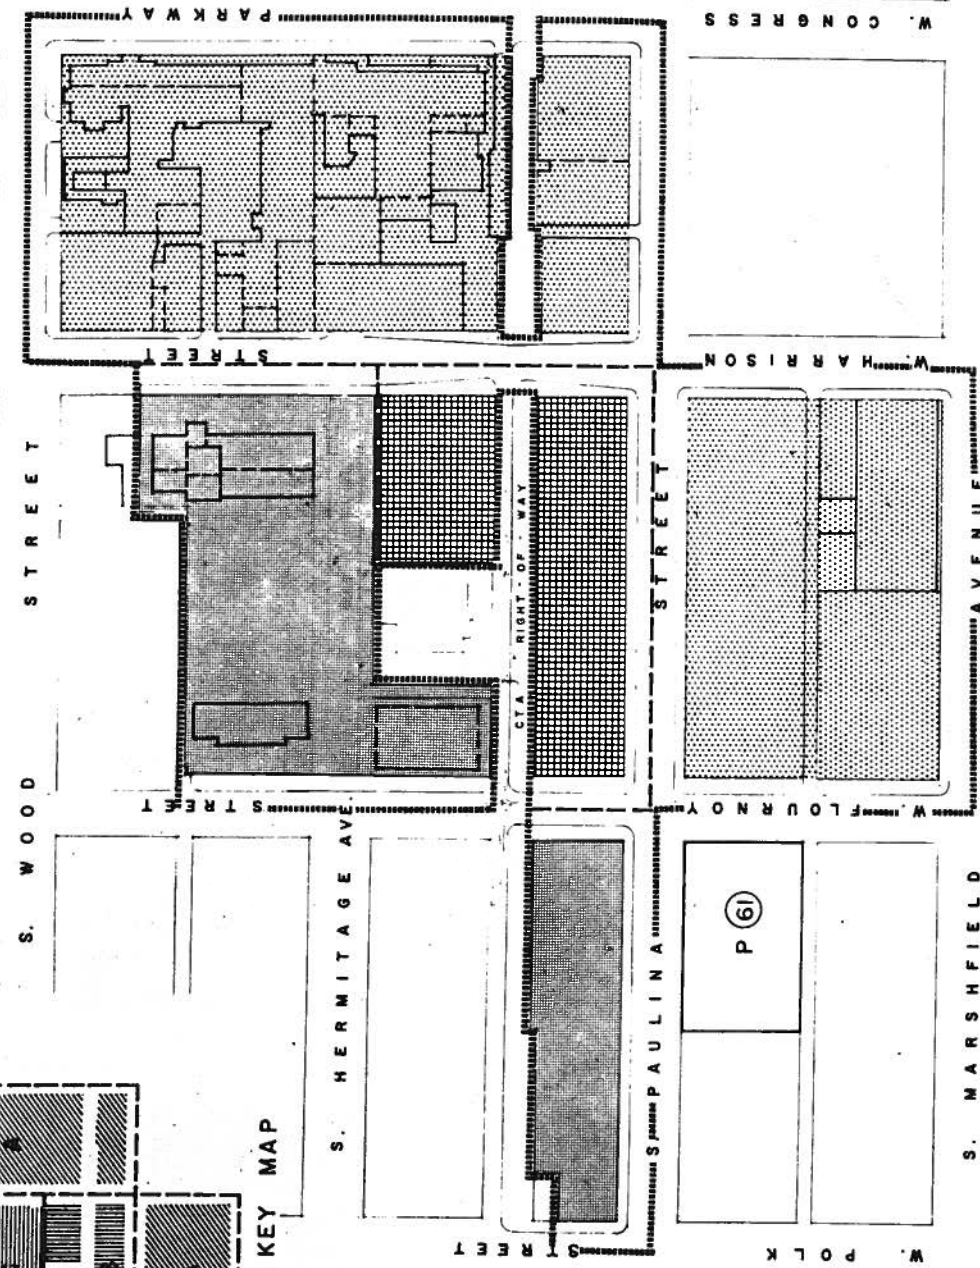 W. CONGRESS PARKWAY
W. HARRISON STREET
W. FLOURNOY STREET
W. POLK STREET
S. WOOD STREET
S. HERMITAGE AVE.
CTA RIGHT-OF-WAY
S. PAULINA STREET
S. MARSHFIELD AVENUE
P 61
KEY MAP
A